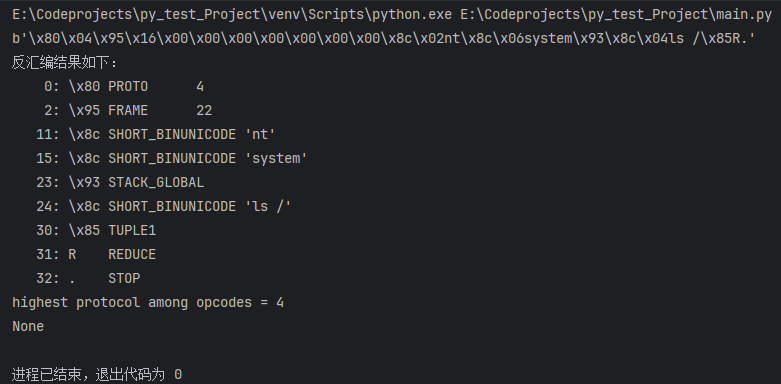 E:\Codeprojects\py_test_Project\venv\Scripts\python.exe E:\Codeprojects\py_test_Project\main.py
b'\x80\x04\x95\x16\x00\x00\x00\x00\x00\x00\x00\x8c\x02nt\x8c\x06system\x93\x8c\x04ls /\x85R.'
反汇编结果如下：
    0: \x80 PROTO      4
    2: \x95 FRAME      22
   11: \x8c SHORT_BINUNICODE 'nt'
   15: \x8c SHORT_BINUNICODE 'system'
   23: \x93 STACK_GLOBAL
   24: \x8c SHORT_BINUNICODE 'ls /'
   30: \x85 TUPLE1
   31: R    REDUCE
   32: .    STOP
highest protocol among opcodes = 4
None
进程已结束，退出代码为 0